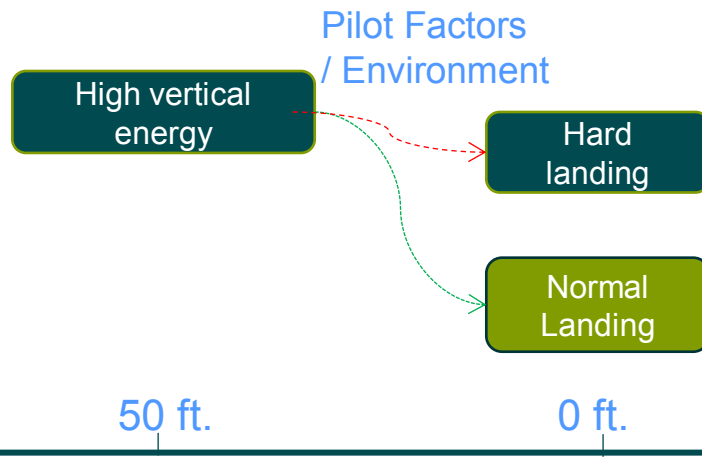 Pilot Factors
/ Environment
High vertical
energy
Hard
landing
Normal
Landing
50 ft.
0 ft.